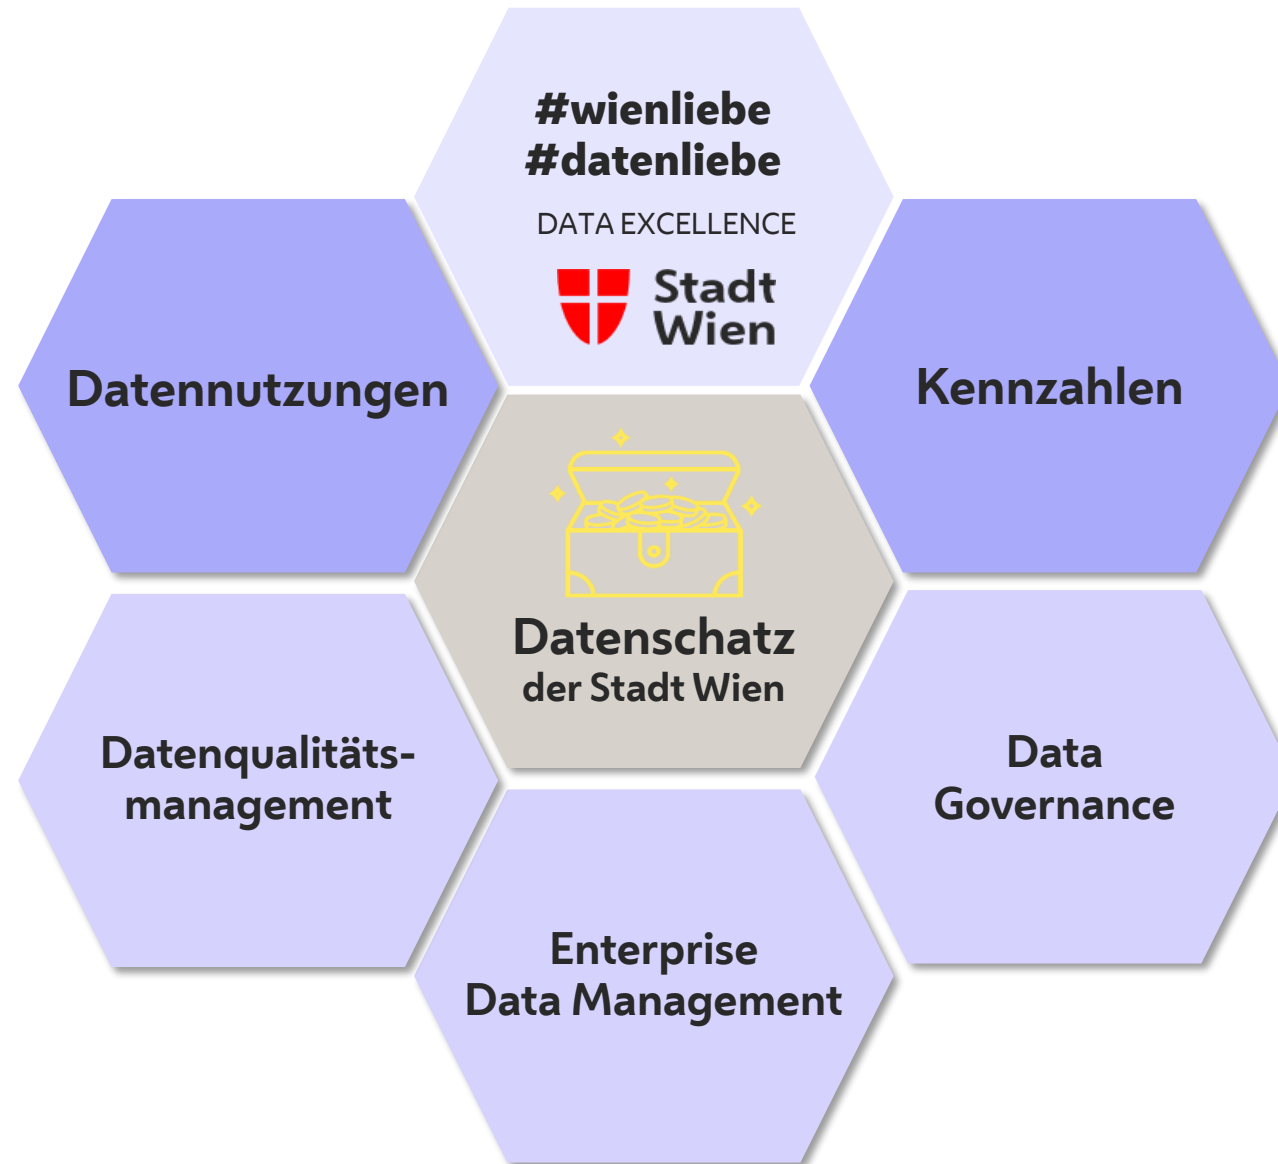 #wienliebe
#datenliebe
DATA EXCELLENCE
Stadt
Wien
Datennutzungen
Kennzahlen
Datenschatz
der Stadt Wien
Datenqualitäts-
management
Data
Governance
Enterprise
Data Management